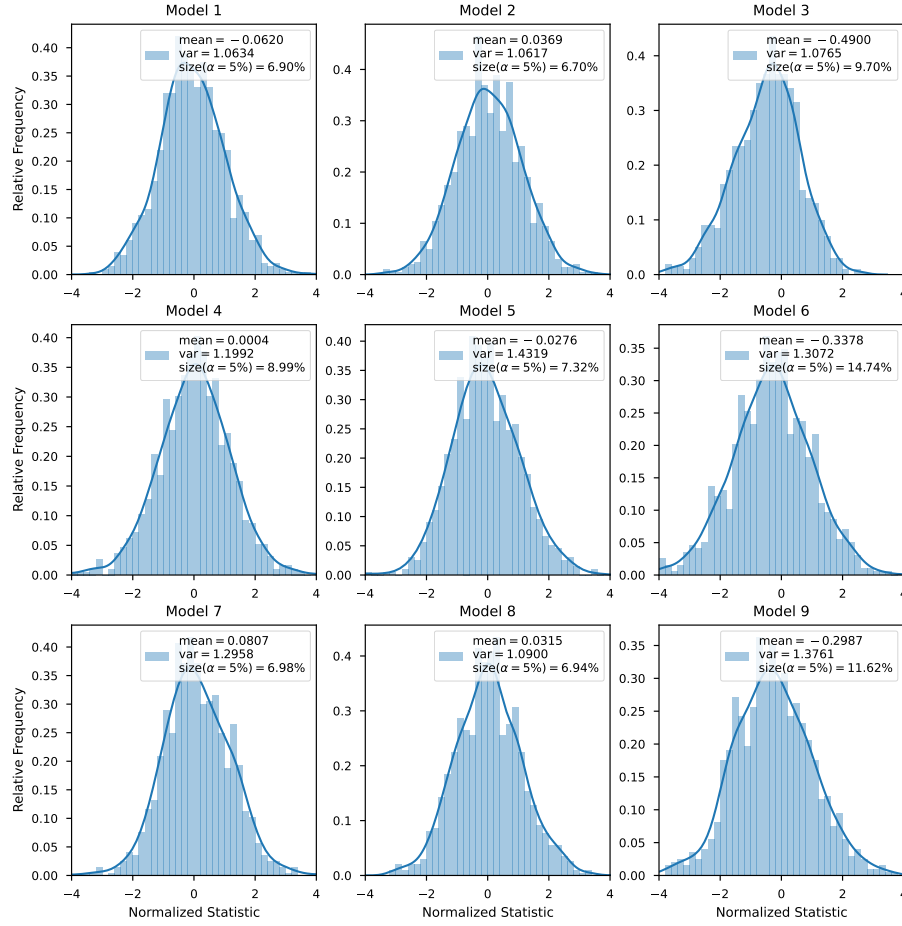 Model 1
Model 2
Model 3
mean = −0.0620
var = 1.0634
size(α = 5%) = 6.90%
mean = 0.0369
var = 1.0617
size(α = 5%) = 6.70%
mean = −0.4900
var = 1.0765
size(α = 5%) = 9.70%
Relative Frequency
0.40
0.35
0.30
0.25
0.20
0.15
0.10
0.05
0.00
−4 −2 0 2 4
0.4
0.3
0.2
0.1
0.0
−4 −2 0 2 4
0.4
0.3
0.2
0.1
0.0
−4 −2 0 2 4
Model 4
Model 5
Model 6
mean = 0.0004
var = 1.1992
size(α = 5%) = 8.99%
mean = −0.0276
var = 1.4319
size(α = 5%) = 7.32%
mean = −0.3378
var = 1.3072
size(α = 5%) = 14.74%
Relative Frequency
0.40
0.35
0.30
0.25
0.20
0.15
0.10
0.05
0.00
−4 −2 0 2 4
0.40
0.35
0.30
0.25
0.20
0.15
0.10
0.05
0.00
−4 −2 0 2 4
0.35
0.30
0.25
0.20
0.15
0.10
0.05
0.00
−4 −2 0 2 4
Model 7
Model 8
Model 9
mean = 0.0807
var = 1.2958
size(α = 5%) = 6.98%
mean = 0.0315
var = 1.0900
size(α = 5%) = 6.94%
mean = −0.2987
var = 1.3761
size(α = 5%) = 11.62%
Relative Frequency
0.40
0.35
0.30
0.25
0.20
0.15
0.10
0.05
0.00
−4 −2 0 2 4
0.4
0.3
0.2
0.1
0.0
−4 −2 0 2 4
0.35
0.30
0.25
0.20
0.15
0.10
0.05
0.00
−4 −2 0 2 4
Normalized Statistic
Normalized Statistic
Normalized Statistic